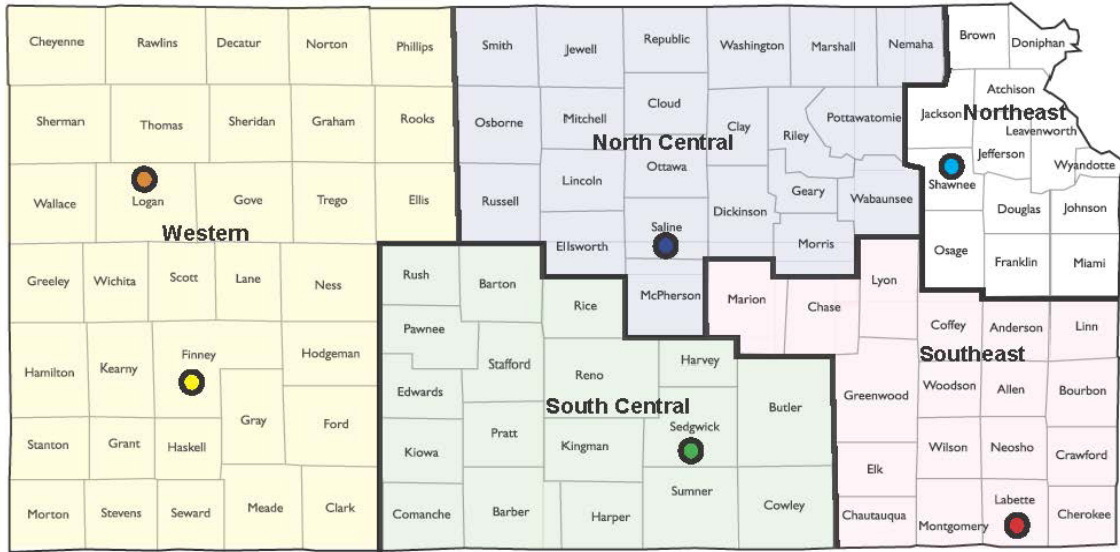 Cheyenne Rawlins Decatur Norton Phillips Smith Jewell Republic Washington Marshall Nemaha Brown Doniphan
Atchison
Sherman Thomas Sheridan Graham Rooks Osborne Mitchell Cloud Clay Riley Pottawatomie Jackson
Northeast
Leavenworth
North Central
Jefferson Wyandotte
Wallace Logan Gove Trego Ellis Russell Lincoln Ottawa Dickinson Geary Wabaunsee Shawnee
Douglas Johnson
Western
Ellsworth Saline Morris Osage
Franklin Miami
Greeley Wichita Scott Lane Ness Rush Barton Rice McPherson Marion Chase Lyon
Coffey Anderson Linn
Southeast
Hamilton Kearny Finney Hodgeman Pawnee Stafford Reno Harvey
Edwards
South Central
Butler Greenwood Woodson Allen Bourbon
Gray Ford
Sedgwick
Stanton Grant Haskell Kiowa Pratt Kingman Wilson Neosho Crawford
Elk
Sumner
Morton Stevens Seward Meade Clark Comanche Barber Harper Cowley Chautauqua Montgomery Labette Cherokee